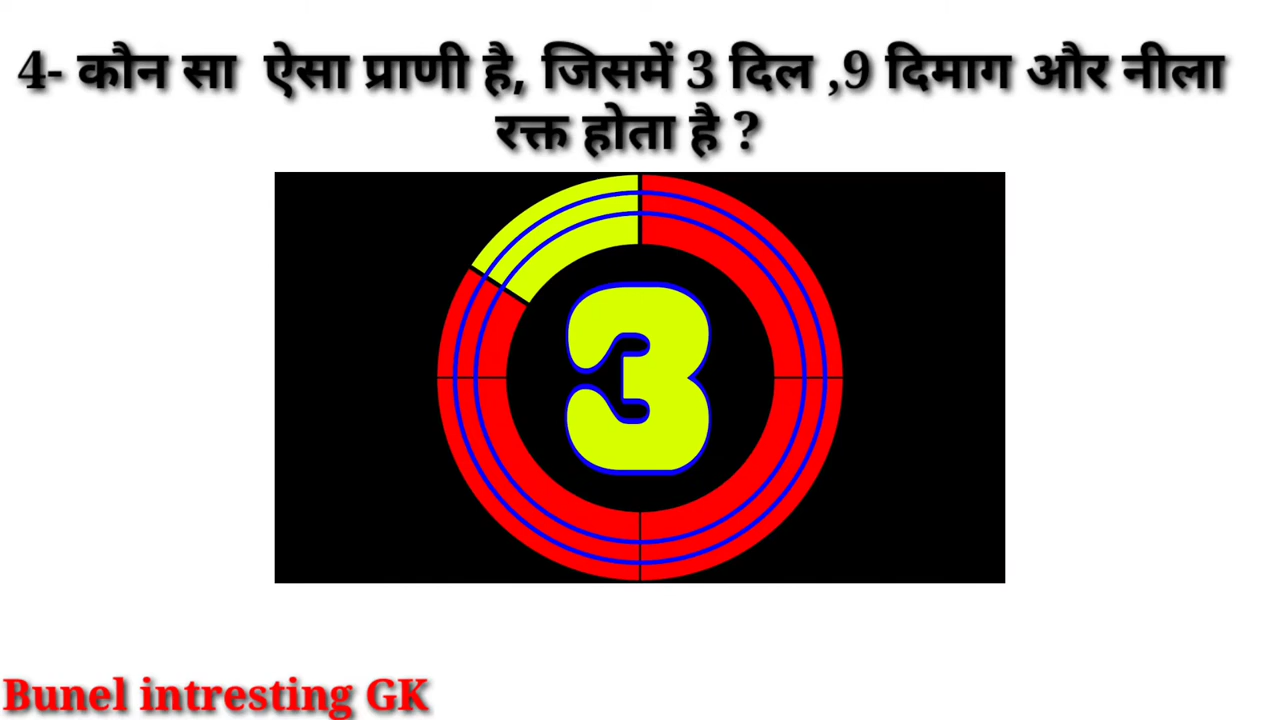 4- कौन सा ऐसा प्राणी है, जिसमें 3 दिल ,9 दिमाग और नीला
रक्त होता है ?
3
Bunel intresting GK